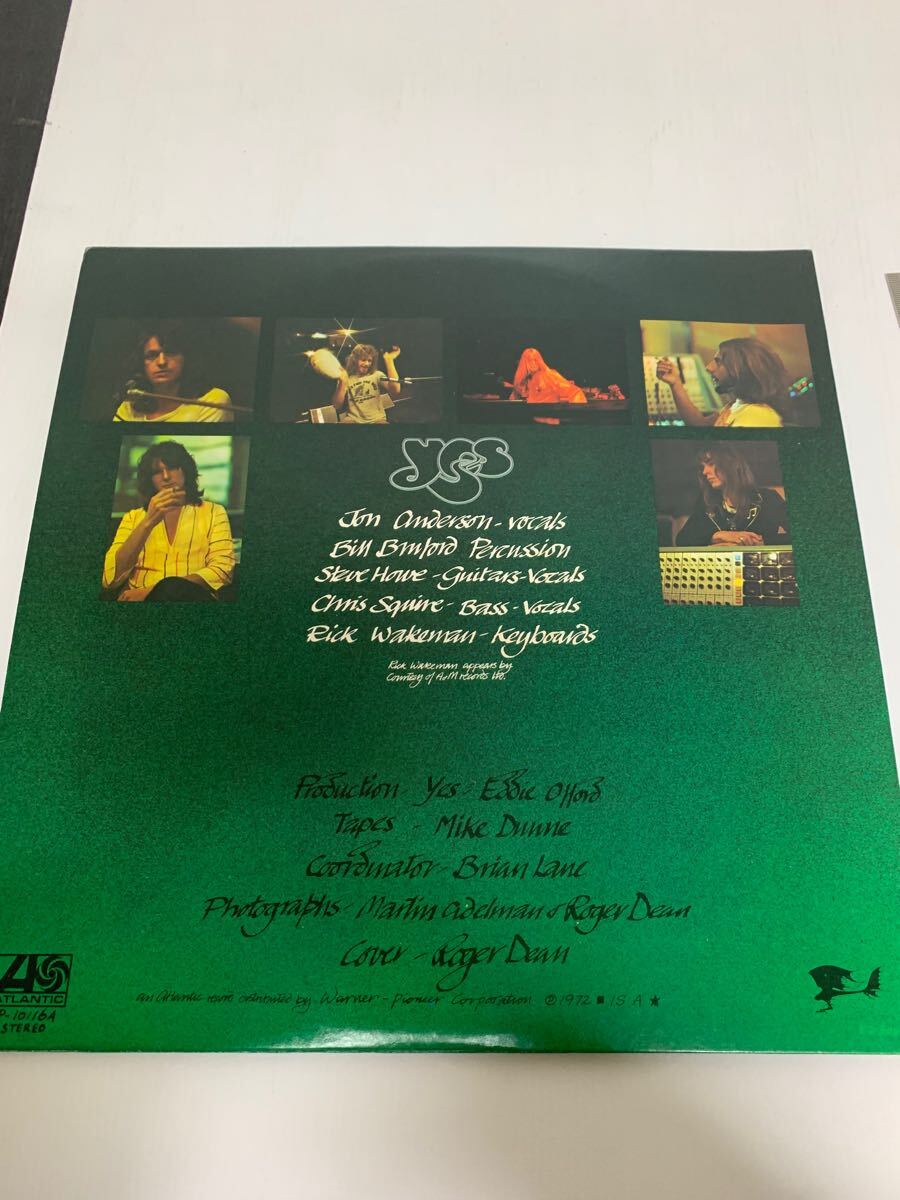 yes
Jon Anderson - vocals
Bill Bruford Percussion
Steve Howe - Guitars - Vocals
Chris Squire - Bass - Vocals
Rick Wakeman - Keyboards
Rick Wakeman appears by
Courtesy of A&M records Ltd.
Production - Yes - Eddie Offord
Tapes - Mike Dunne
Coordinator - Brian Lane
Photographs - Martin Adelman & Roger Dean
Cover - Roger Dean
ATLANTIC
P-10116A
STEREO
an Atlantic record distributed by Warner - Pioneer Corporation ℗ 1972 ■ IS A ★